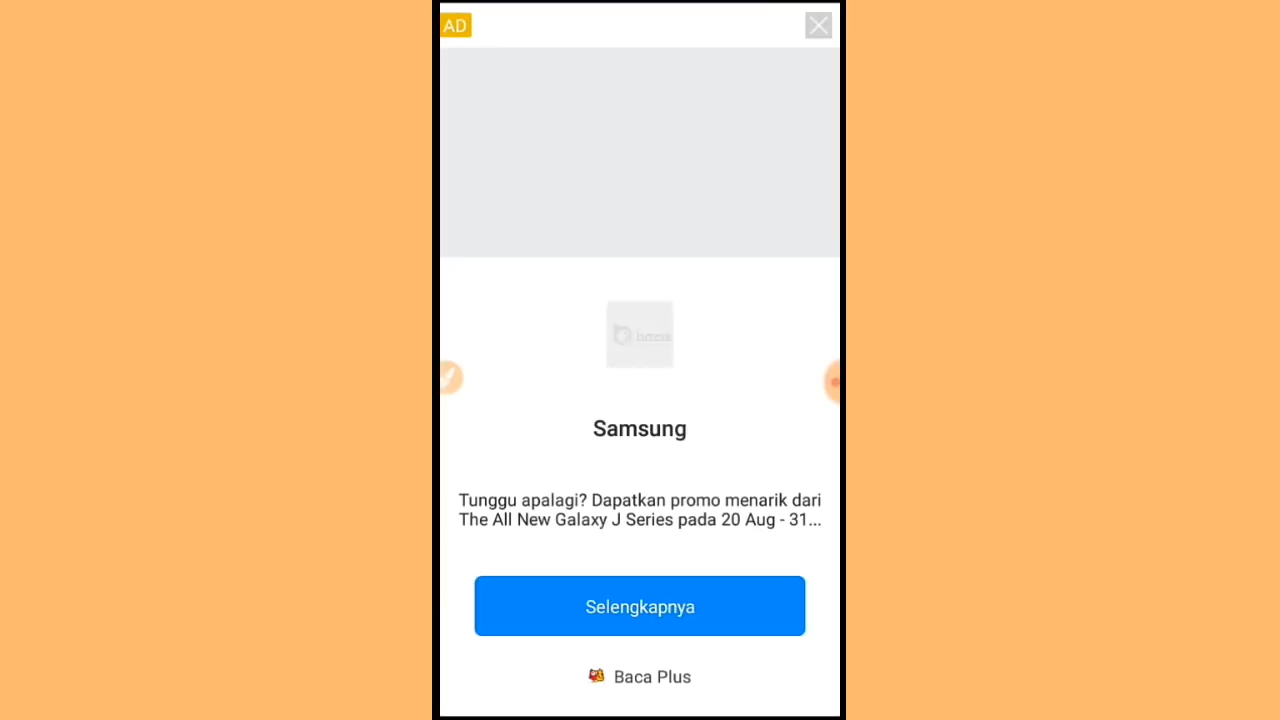 AD
Samsung
Tunggu apalagi? Dapatkan promo menarik dari
The All New Galaxy J Series pada 20 Aug - 31...
Selengkapnya
Baca Plus